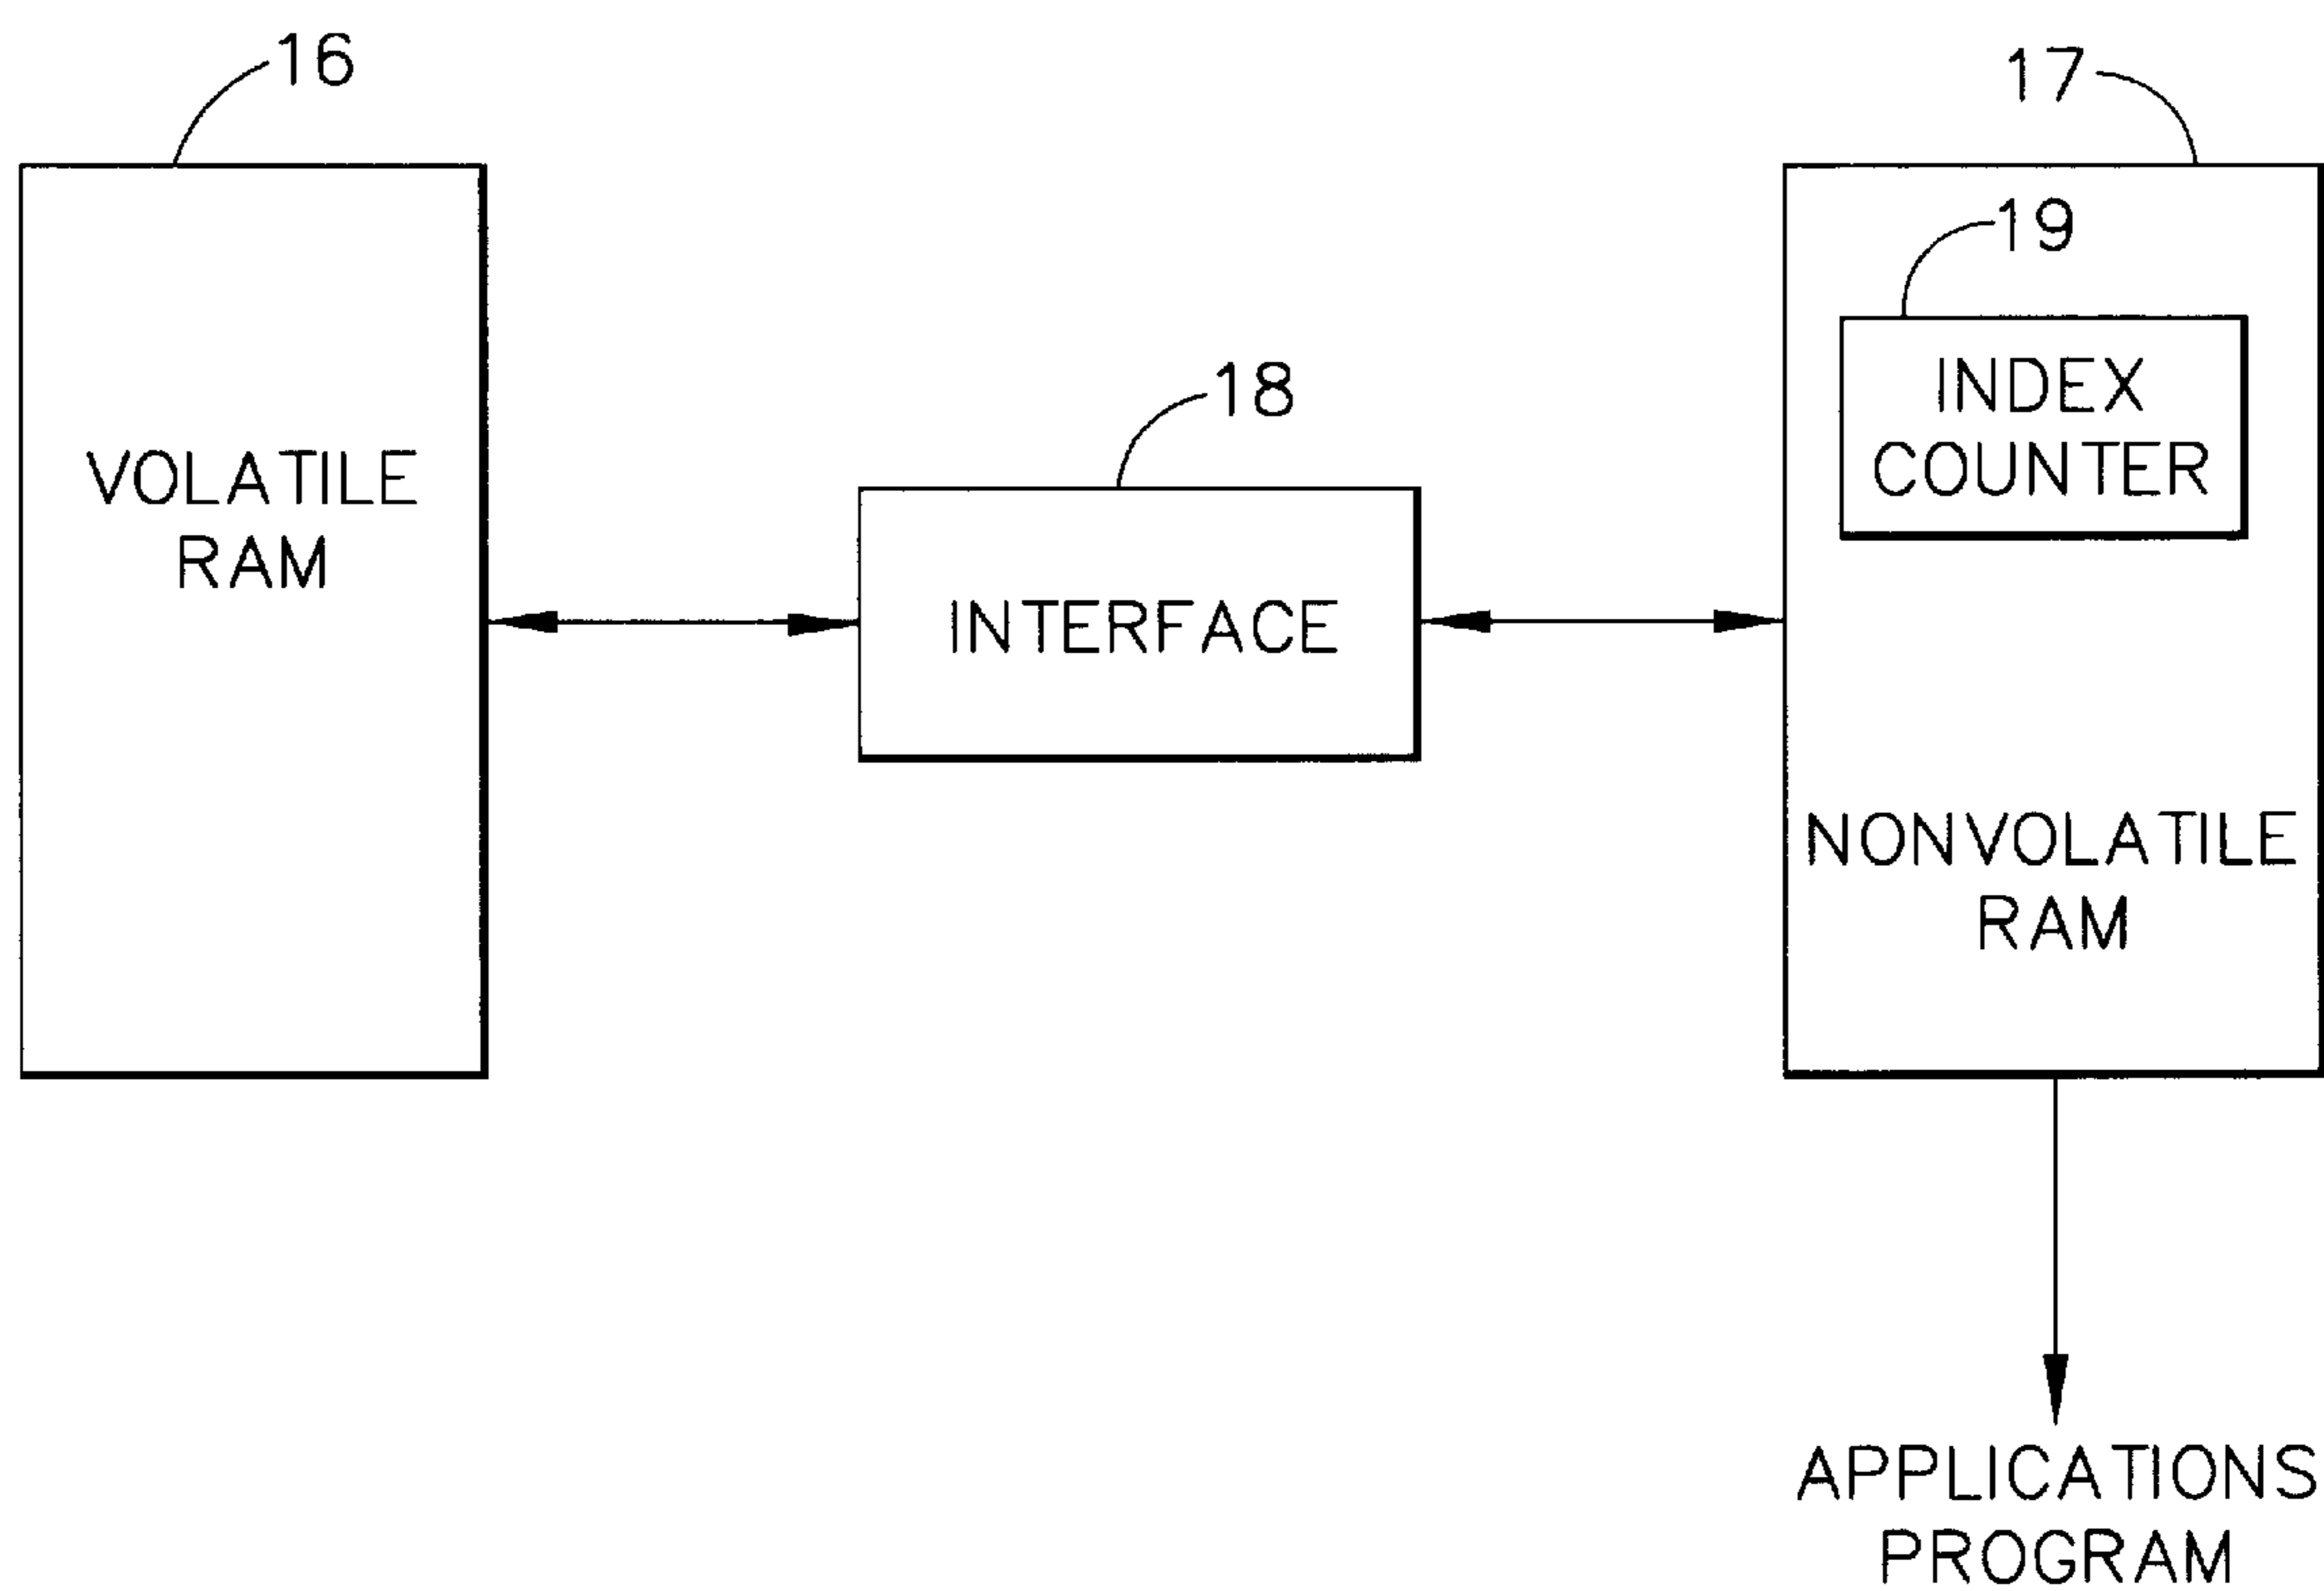 16
17
19
INDEX
COUNTER
18
VOLATILE
RAM
INTERFACE
NONVOLATILE
RAM
APPLICATIONS
PROGRAM